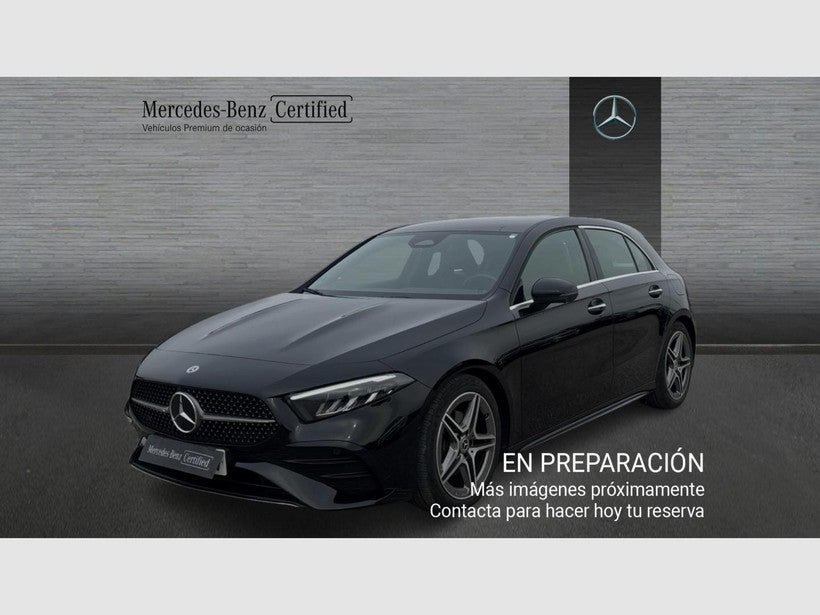 Mercedes-Benz Certified
Vehículos Premium de ocasión
Mercedes-Benz Certified
EN PREPARACIÓN
Más imágenes próximamente
Contacta para hacer hoy tu reserva